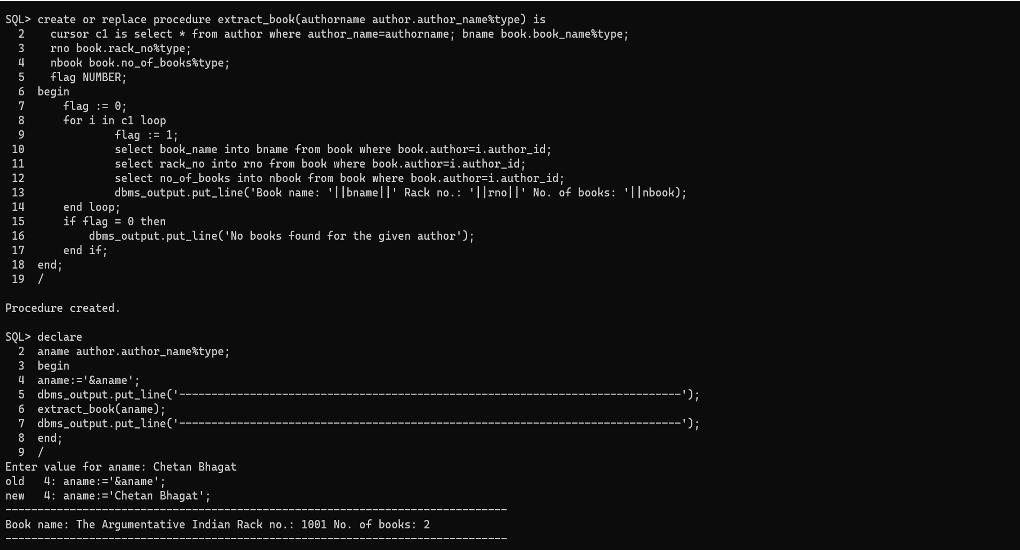 SQL> create or replace procedure extract_book(authorname author.author_name%type) is
  2    cursor c1 is select * from author where author_name=authorname; bname book.book_name%type;
  3    rno book.rack_no%type;
  4    nbook book.no_of_books%type;
  5    flag NUMBER;
  6  begin
  7      flag := 0;
  8      for i in c1 loop
  9              flag := 1;
 10              select book_name into bname from book where book.author=i.author_id;
 11              select rack_no into rno from book where book.author=i.author_id;
 12              select no_of_books into nbook from book where book.author=i.author_id;
 13              dbms_output.put_line('Book name: '||bname||' Rack no.: '||rno||' No. of books: '||nbook);
 14      end loop;
 15      if flag = 0 then
 16          dbms_output.put_line('No books found for the given author');
 17      end if;
 18  end;
 19  /
Procedure created.
SQL> declare
  2  aname author.author_name%type;
  3  begin
  4  aname:='&aname';
  5  dbms_output.put_line('------------------------------------------------------------------------------');
  6  extract_book(aname);
  7  dbms_output.put_line('------------------------------------------------------------------------------');
  8  end;
  9  /
Enter value for aname: Chetan Bhagat
old   4: aname:='&aname';
new   4: aname:='Chetan Bhagat';
------------------------------------------------------------------------------
Book name: The Argumentative Indian Rack no.: 1001 No. of books: 2
------------------------------------------------------------------------------